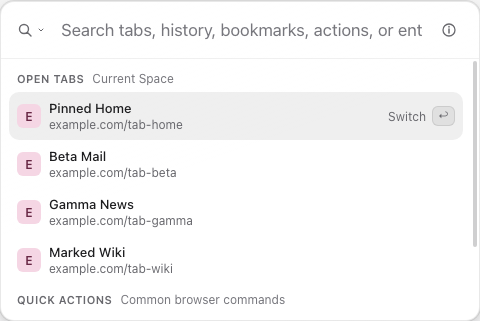 Search tabs, history, bookmarks, actions, or ent
OPEN TABS Current Space
E Pinned Home
example.com/tab-home
Switch
E Beta Mail
example.com/tab-beta
E Gamma News
example.com/tab-gamma
E Marked Wiki
example.com/tab-wiki
QUICK ACTIONS Common browser commands